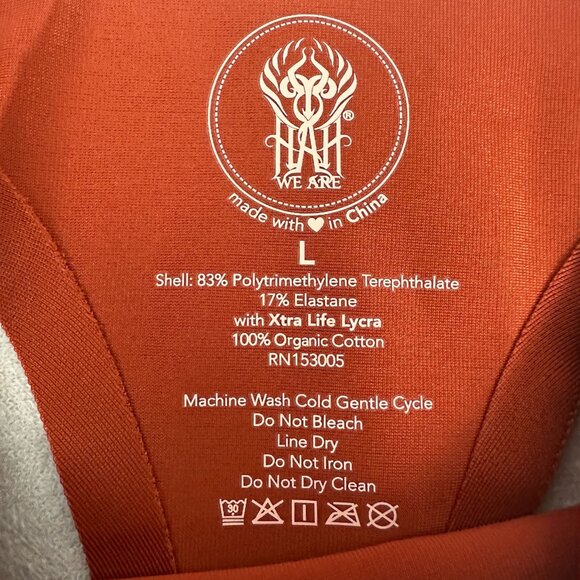 HAH®
WE ARE
made with ♥ in China
L
Shell: 83% Polytrimethylene Terephthalate
17% Elastane
with Xtra Life Lycra
100% Organic Cotton
RN153005
Machine Wash Cold Gentle Cycle
Do Not Bleach
Line Dry
Do Not Iron
Do Not Dry Clean
30